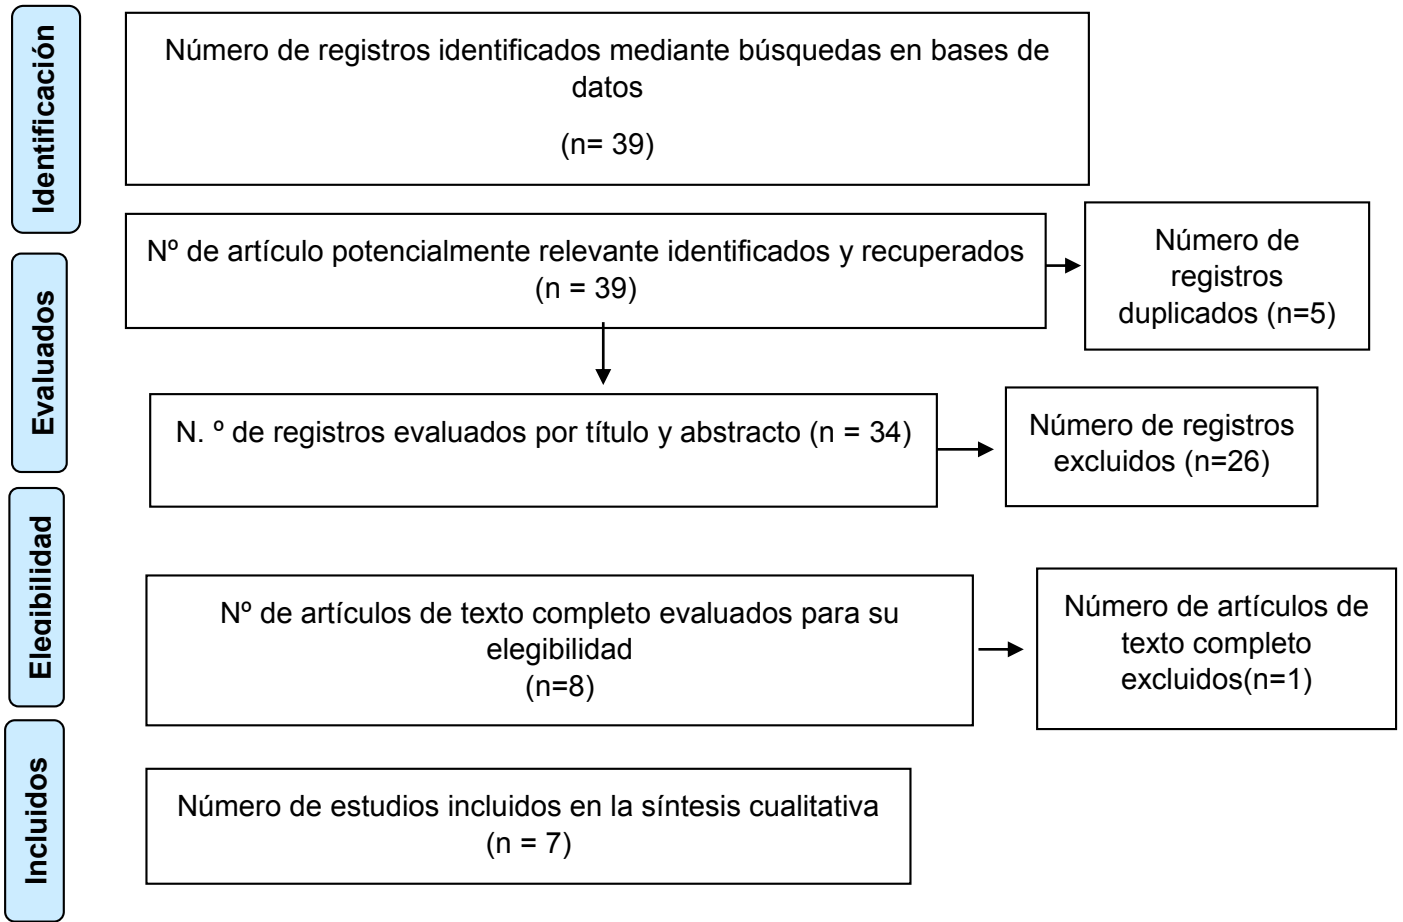 Identificación
Número de registros identificados mediante búsquedas en bases de
datos
(n= 39)
Nº de artículo potencialmente relevante identificados y recuperados
(n = 39)
Número de
registros
duplicados (n=5)
Evaluados
N. º de registros evaluados por título y abstracto (n = 34)
Número de registros
excluidos (n=26)
Elegibilidad
Nº de artículos de texto completo evaluados para su
elegibilidad
(n=8)
Número de artículos de
texto completo
excluidos(n=1)
Incluidos
Número de estudios incluidos en la síntesis cualitativa
(n = 7)